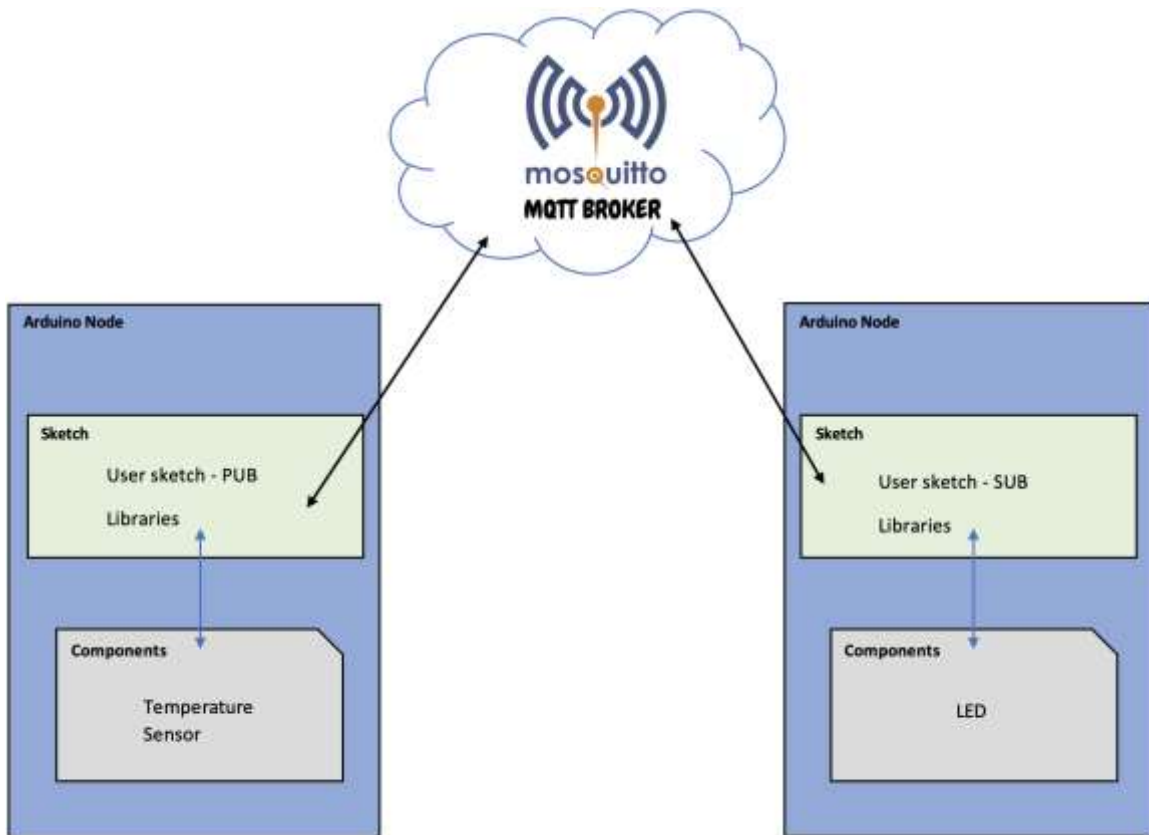 mosquitto
MQTT BROKER
Arduino Node
Sketch
User sketch - PUB
Libraries
Components
Temperature
Sensor
Arduino Node
Sketch
User sketch - SUB
Libraries
Components
LED